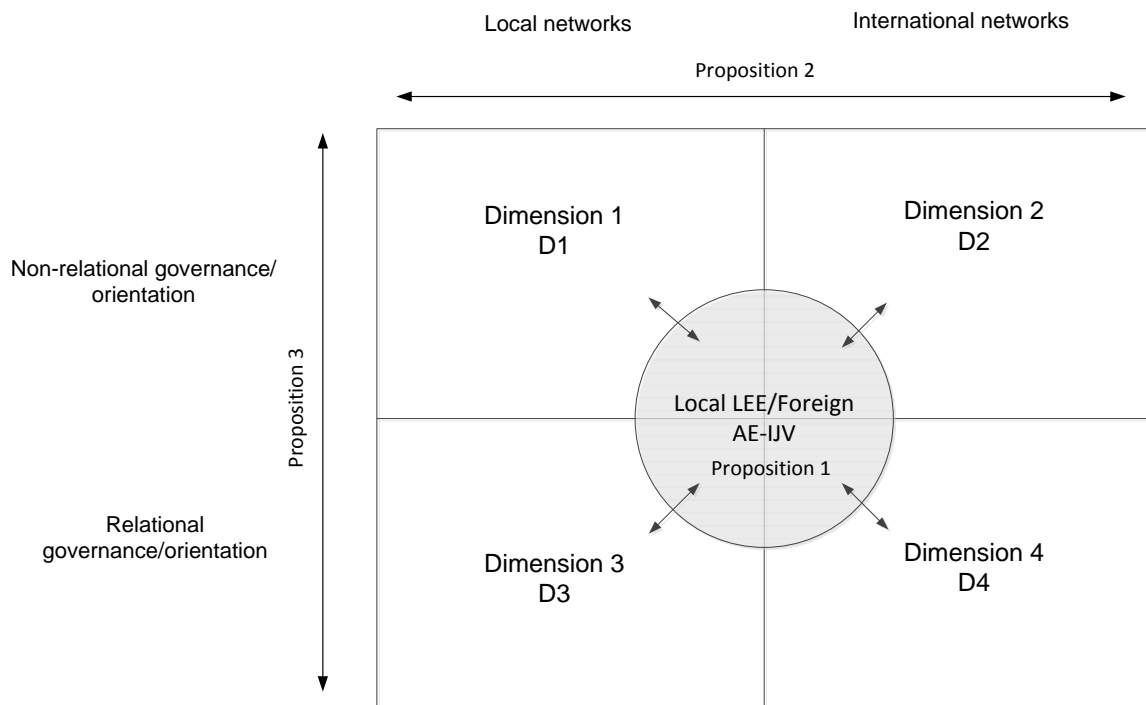 Local networks
International networks
Proposition 2
Dimension 1
D1
Dimension 2
D2
Non-relational governance/
orientation
Proposition 3
Local LEE/Foreign
AE-IJV
Proposition 1
Relational
governance/orientation
Dimension 3
D3
Dimension 4
D4